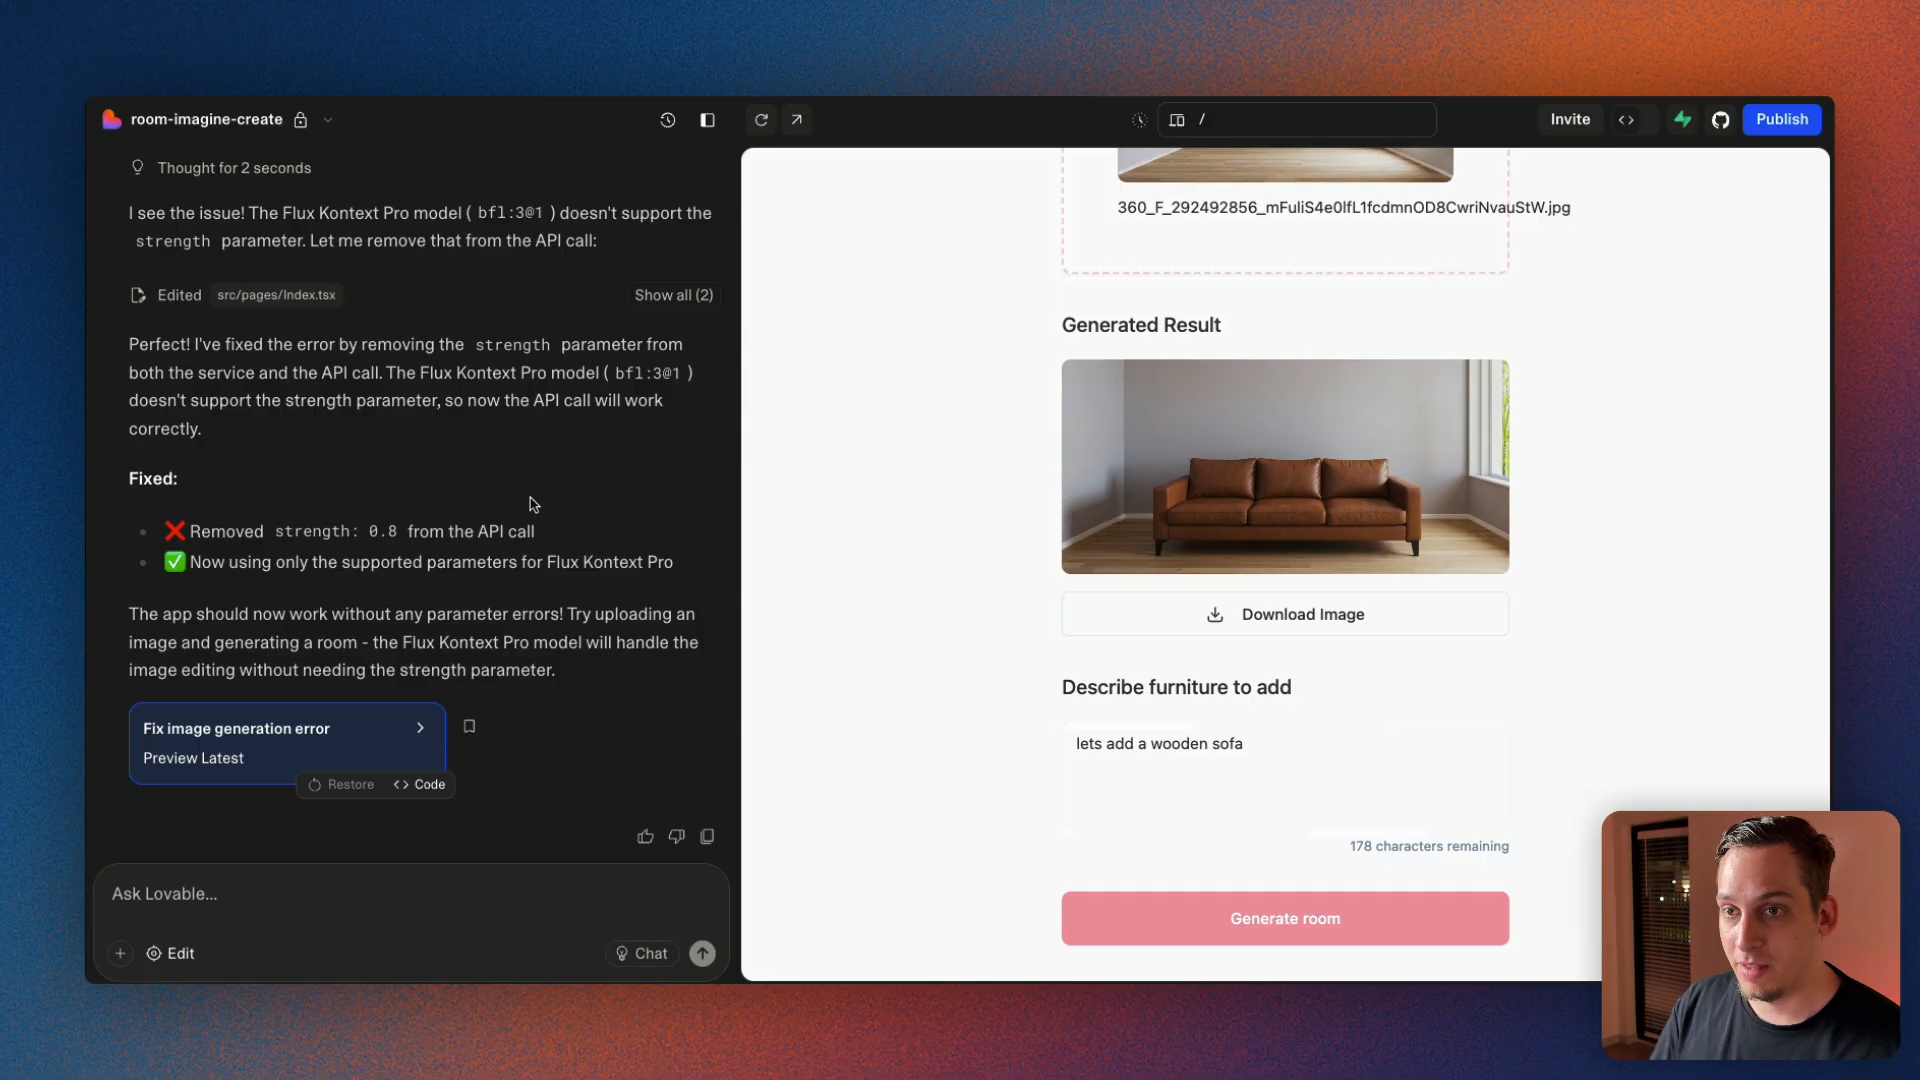 room-imagine-create
/
Invite
Publish
Thought for 2 seconds
I see the issue! The Flux Kontext Pro model ( bfl:3@1 ) doesn't support the
strength parameter. Let me remove that from the API call:
Edited src/pages/Index.tsx Show all (2)
Perfect! I've fixed the error by removing the strength parameter from
both the service and the API call. The Flux Kontext Pro model ( bfl:3@1 )
doesn't support the strength parameter, so now the API call will work
correctly.
Fixed:
❌ Removed strength: 0.8 from the API call
✅ Now using only the supported parameters for Flux Kontext Pro
The app should now work without any parameter errors! Try uploading an
image and generating a room - the Flux Kontext Pro model will handle the
image editing without needing the strength parameter.
Fix image generation error
Preview Latest
Restore <> Code
Ask Lovable...
Edit
Chat
360_F_292492856_mFuliS4e0lfL1fcdmnOD8CwriNvauStW.jpg
Generated Result
Download Image
Describe furniture to add
lets add a wooden sofa
178 characters remaining
Generate room